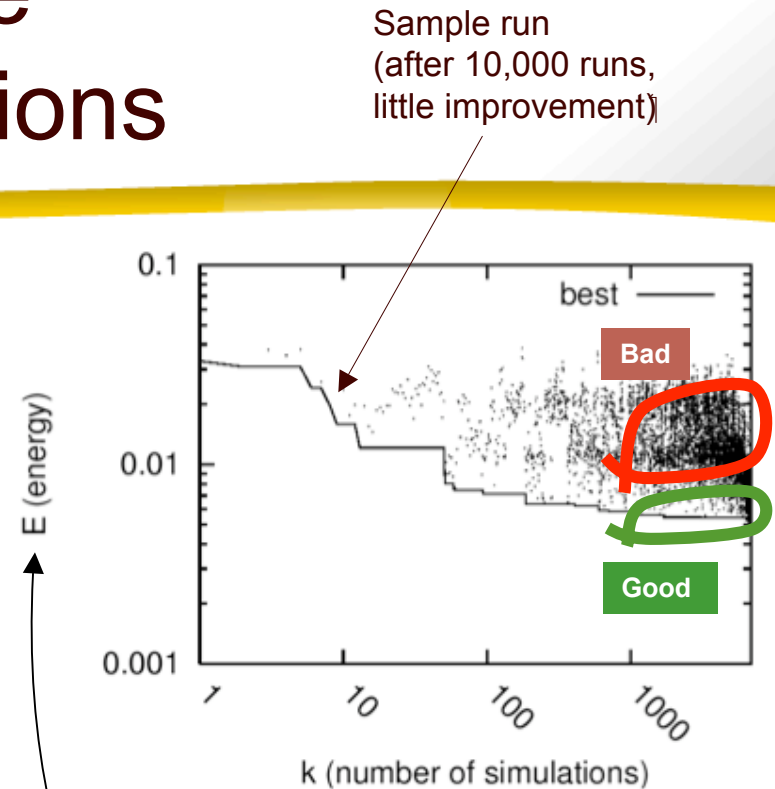 e
ions
Sample run
(after 10,000 runs,
little improvement)
0.1
best
Bad
E (energy)
0.01
Good
0.001
1
10
100
1000
k (number of simulations)